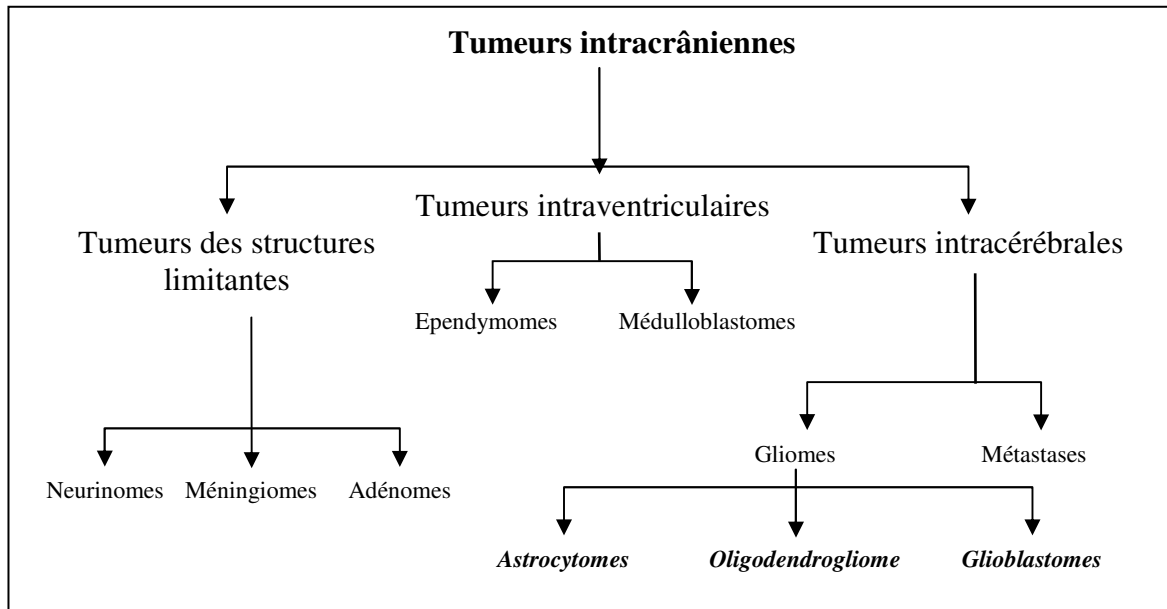 Tumeurs intracrâniennes
Tumeurs intraventriculaires
Tumeurs des structures
limitantes
Tumeurs intracérébrales
Ependymomes
Médulloblastomes
Gliomes
Métastases
Neurinomes
Méningiomes
Adénomes
Astrocytomes
Oligodendrogliome
Glioblastomes